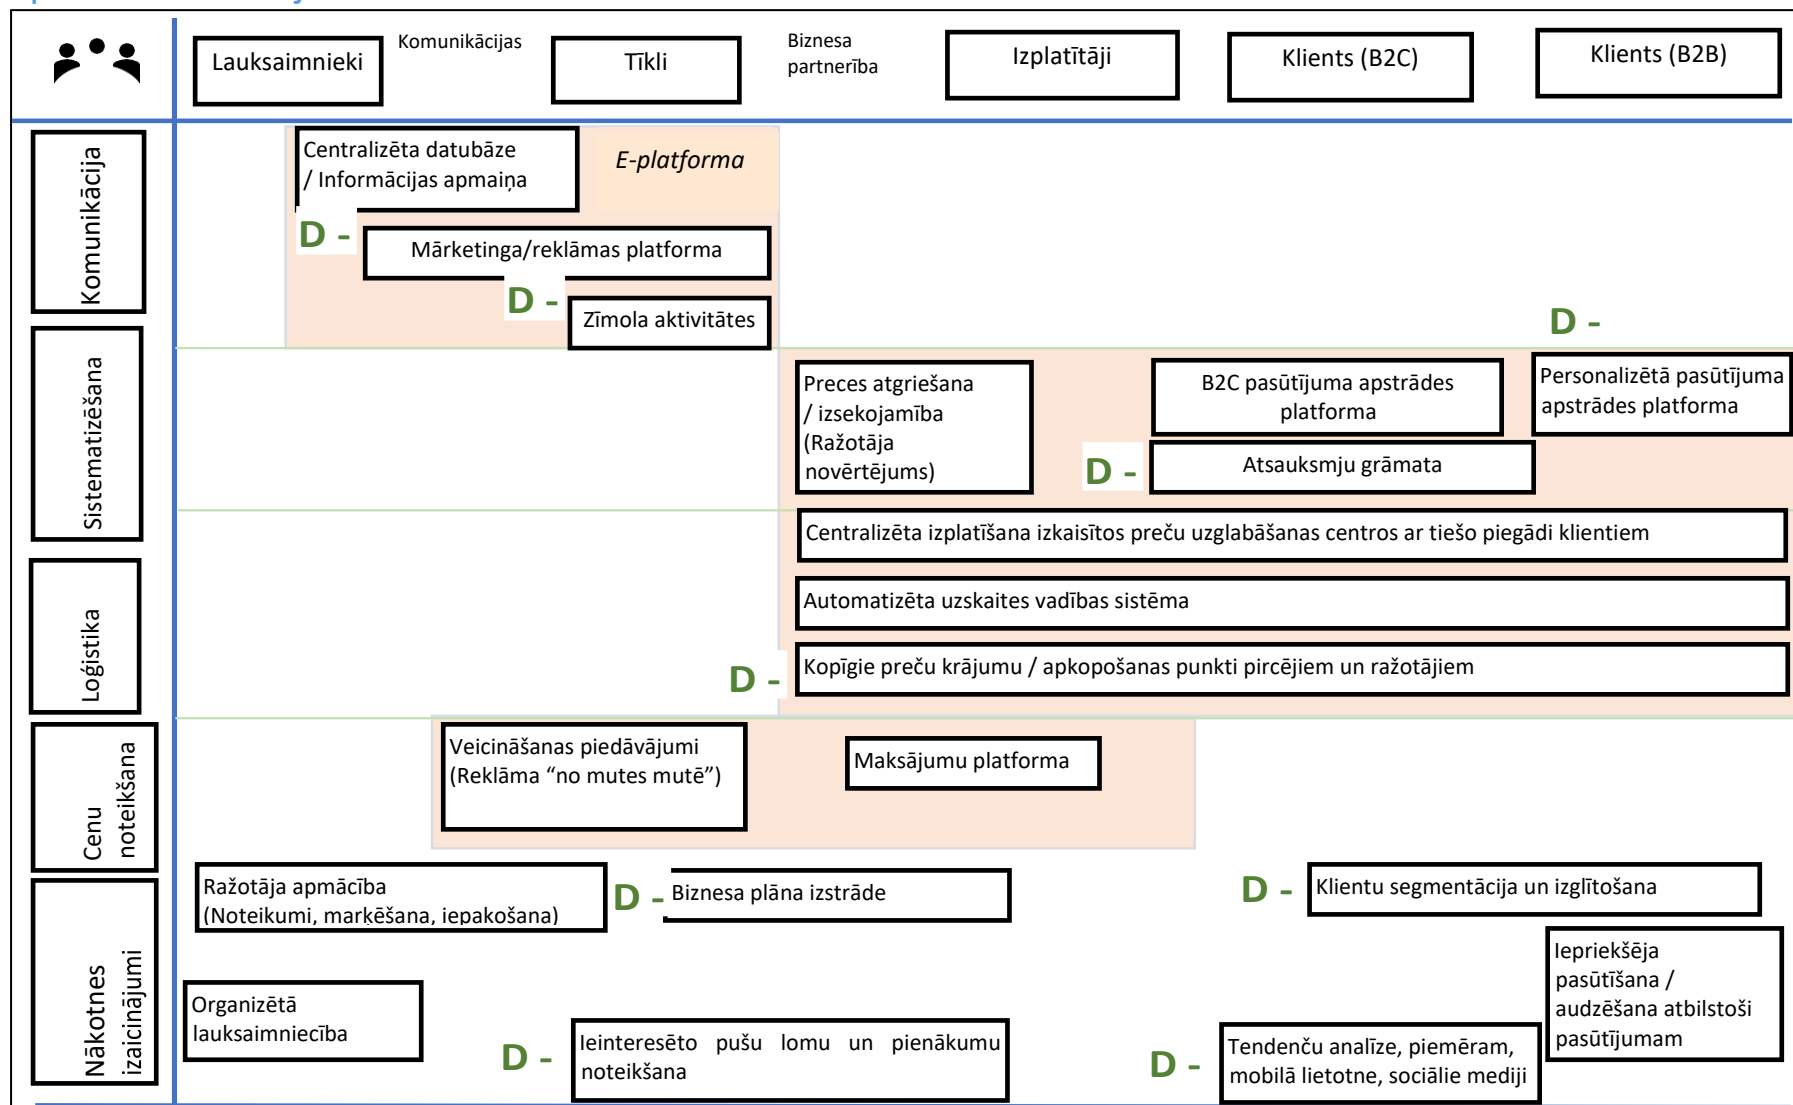 Lauksaimnieki
Komunikācijas
Tīkli
Biznesa
partnerība
Izplatītāji
Klients (B2C)
Klients (B2B)
Komunikācija
Centralizēta datubāze
/ Informācijas apmaiņa
E-platforma
D -
Mārketinga/reklāmas platforma
D -
Zīmola aktivitātes
D -
Sistematizēšana
Preces atgriešana
/ izsekojamība
(Ražotāja
novērtējums)
B2C pasūtījuma apstrādes
platforma
Personalizētā pasūtījuma
apstrādes platforma
D -
Atsauksmju grāmata
Loģistika
Centralizēta izplatīšana izkaisītos preču uzglabāšanas centros ar tiešo piegādi klientiem
Automatizēta uzskaites vadības sistēma
D -
Kopīgie preču krājumu / apkopošanas punkti pircējiem un ražotājiem
Cenu
noteikšana
Veicināšanas piedāvājumi
(Reklāma “no mutes mutē”)
Maksājumu platforma
Nākotnes
izaicinājumi
Ražotāja apmācība
(Noteikumi, marķēšana, iepakošana)
D -
Biznesa plāna izstrāde
D -
Klientu segmentācija un izglītošana
Iepriekšēja
pasūtīšana /
audzēšana atbilstoši
pasūtījumam
Organizētā
lauksaimniecība
D -
Ieinteresēto pušu lomu un pienākumu
noteikšana
D -
Tendenču analīze, piemēram,
mobilā lietotne, sociālie mediji